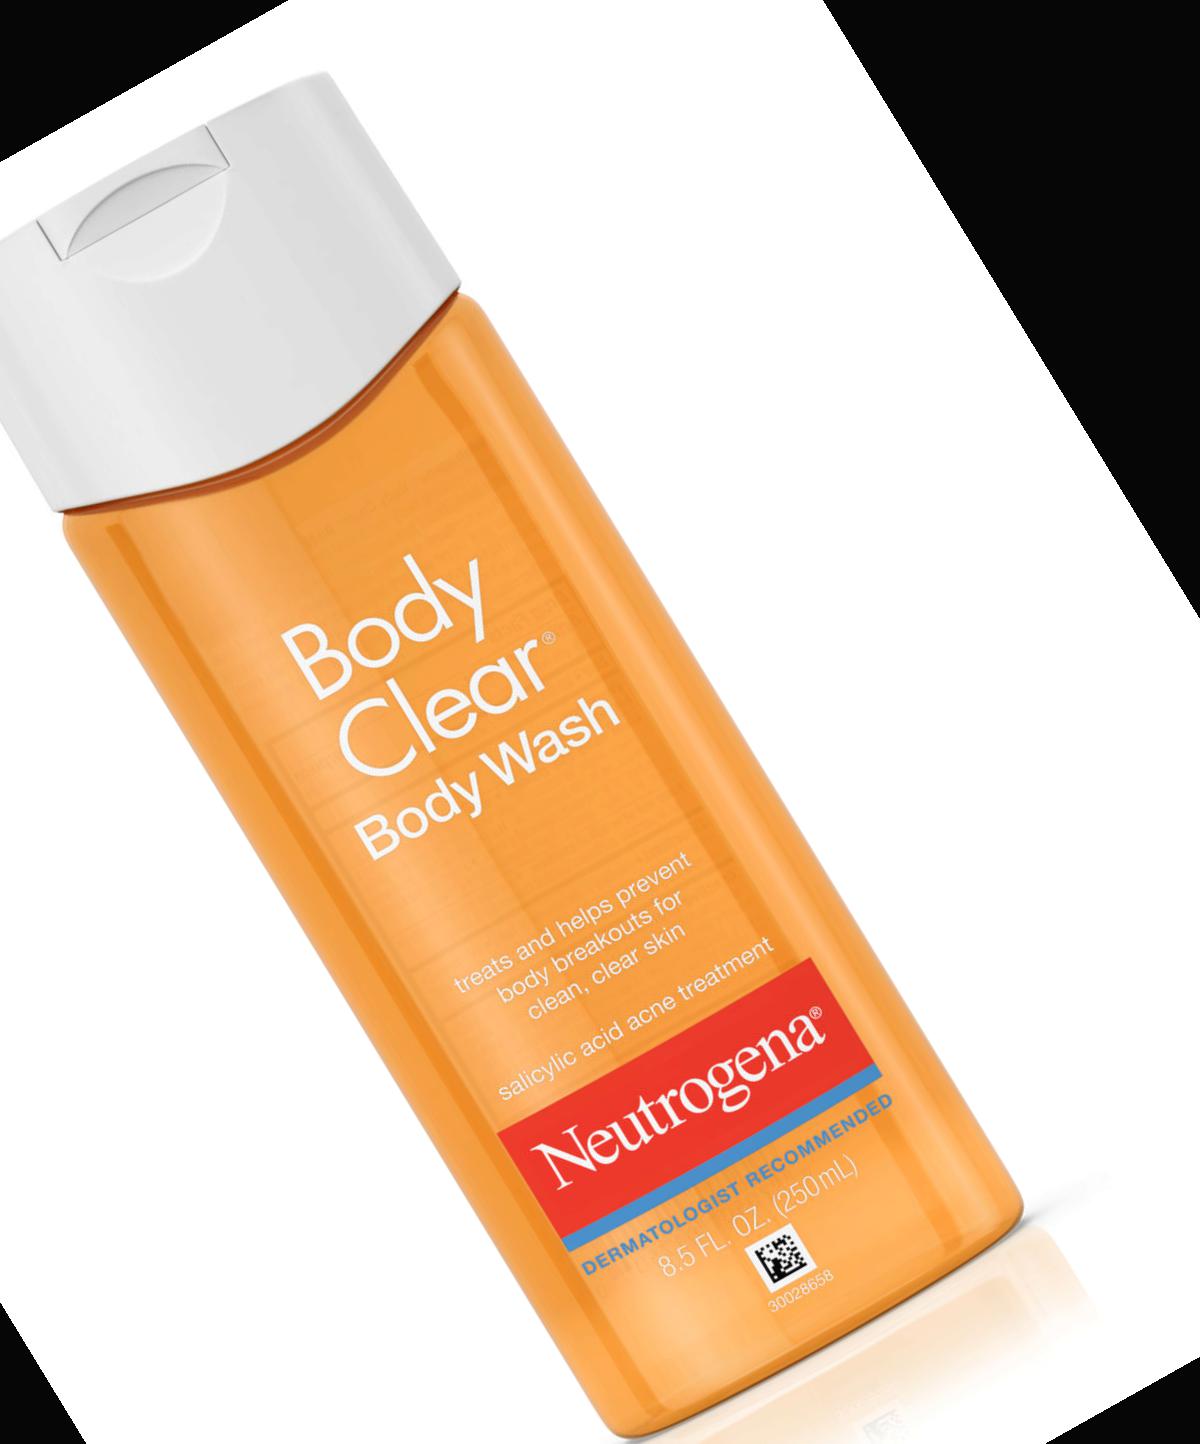 Body
Clear®
Body Wash
treats and helps prevent
body breakouts for
clean, clear skin
salicylic acid acne treatment
Neutrogena®
DERMATOLOGIST RECOMMENDED
8.5 FL. OZ. (250mL)
30028658